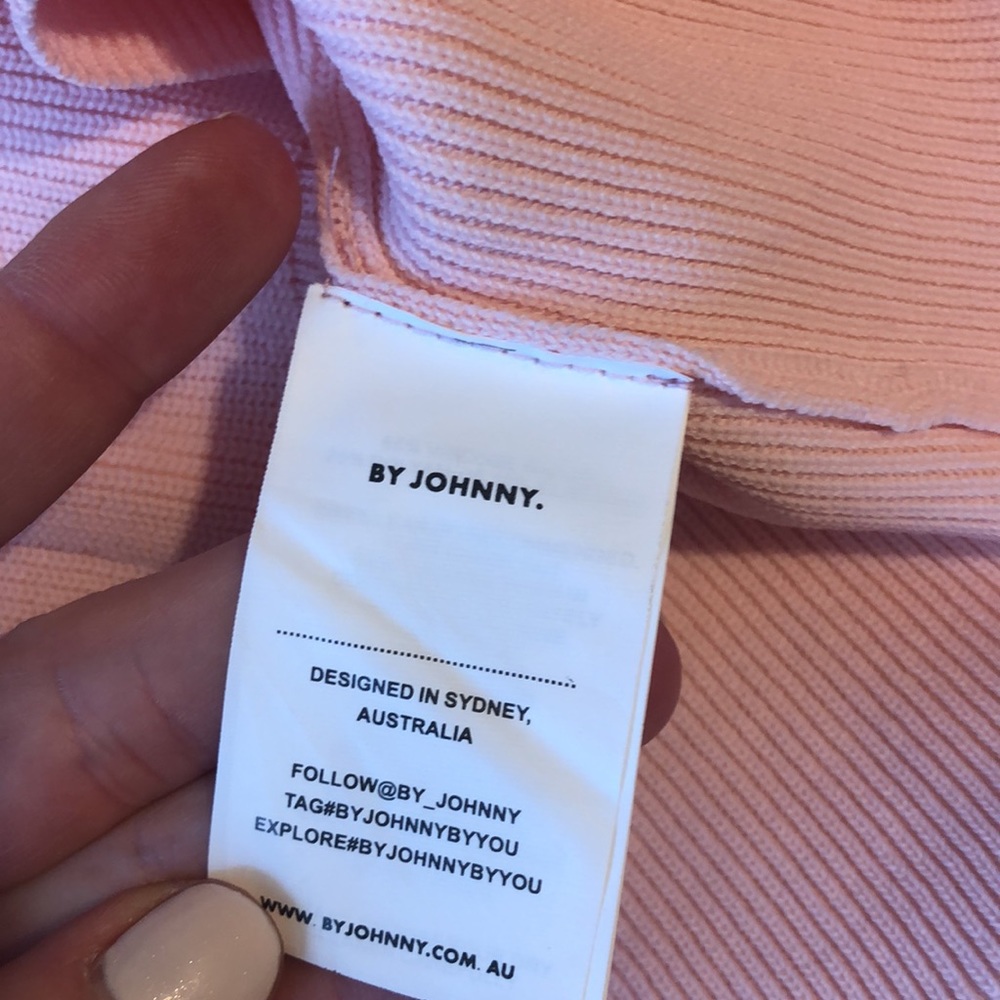 BY JOHNNY.
DESIGNED IN SYDNEY,
AUSTRALIA
FOLLOW@BY_JOHNNY
TAG#BYJOHNNYBYYOU
EXPLORE#BYJOHNNYBYYOU
WWW. BYJOHNNY.COM. AU